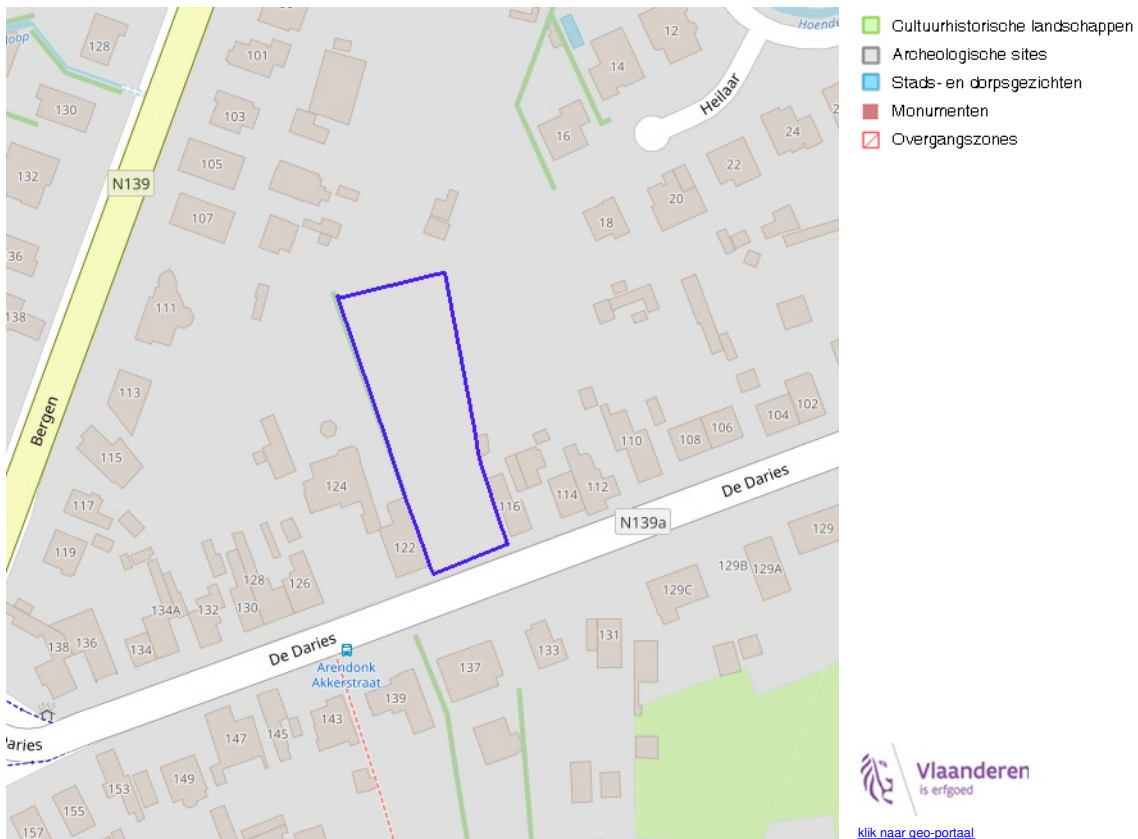 loop
128
101
130
103
132
105
N139
107
36
138
111
113
Bergen
115
117
119
124
122
128
126
130
134A
132
138
136
134
De Daries
Arendonk
Akkerstraat
Daries
153
155
157
149
147
145
143
139
137
133
131
129C
129B
129A
129
N139a
De Daries
116
114
112
110
108
106
104
102
12
14
16
Heilaar
24
22
20
18
Hoende
Cultuurhistorische landschappen
Archeologische sites
Stads- en dorpsgezichten
Monumenten
Overgangszones
Vlaanderen
is erfgoed
klik naar geo-portaal